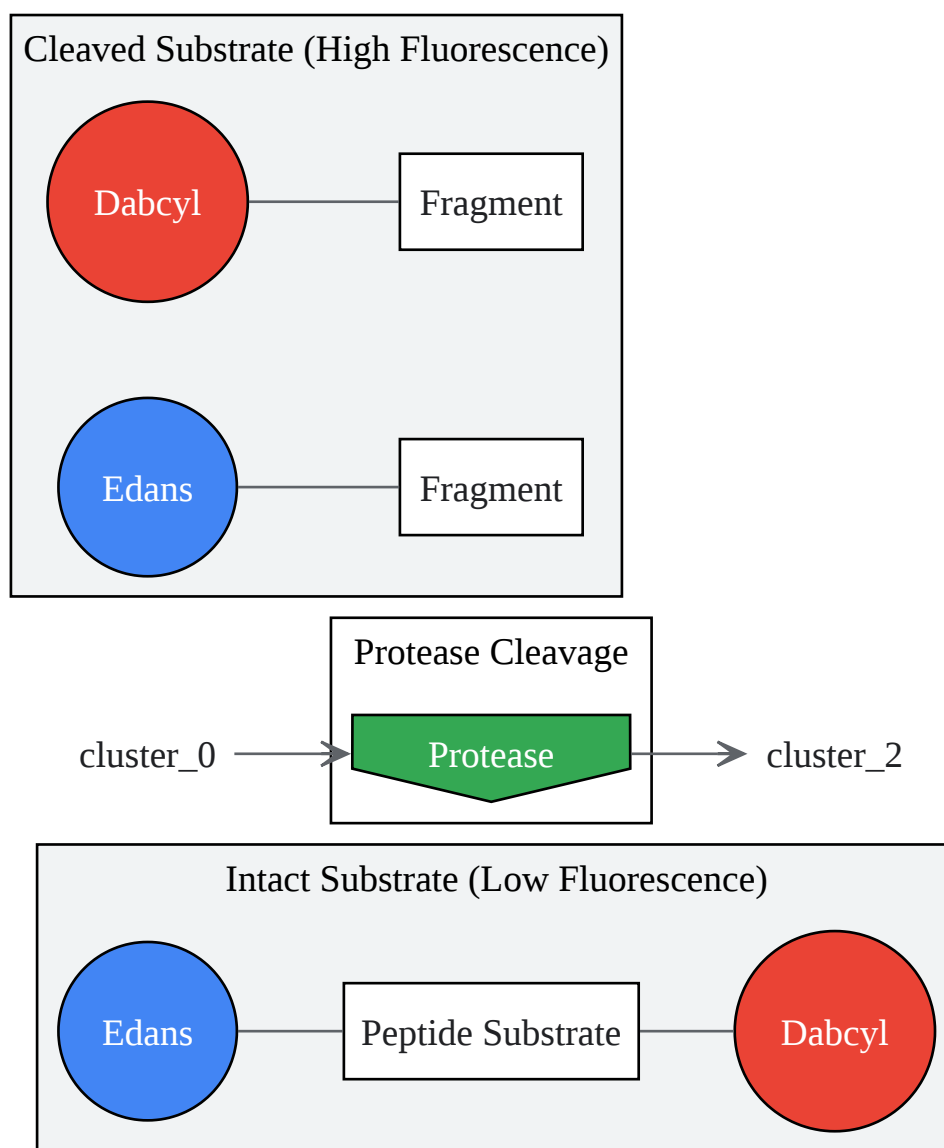 Cleaved Substrate (High Fluorescence)
Dabcyl
Fragment
Edans
Fragment
Protease Cleavage
cluster_0
Protease
cluster_2
Intact Substrate (Low Fluorescence)
Edans
Peptide Substrate
Dabcyl